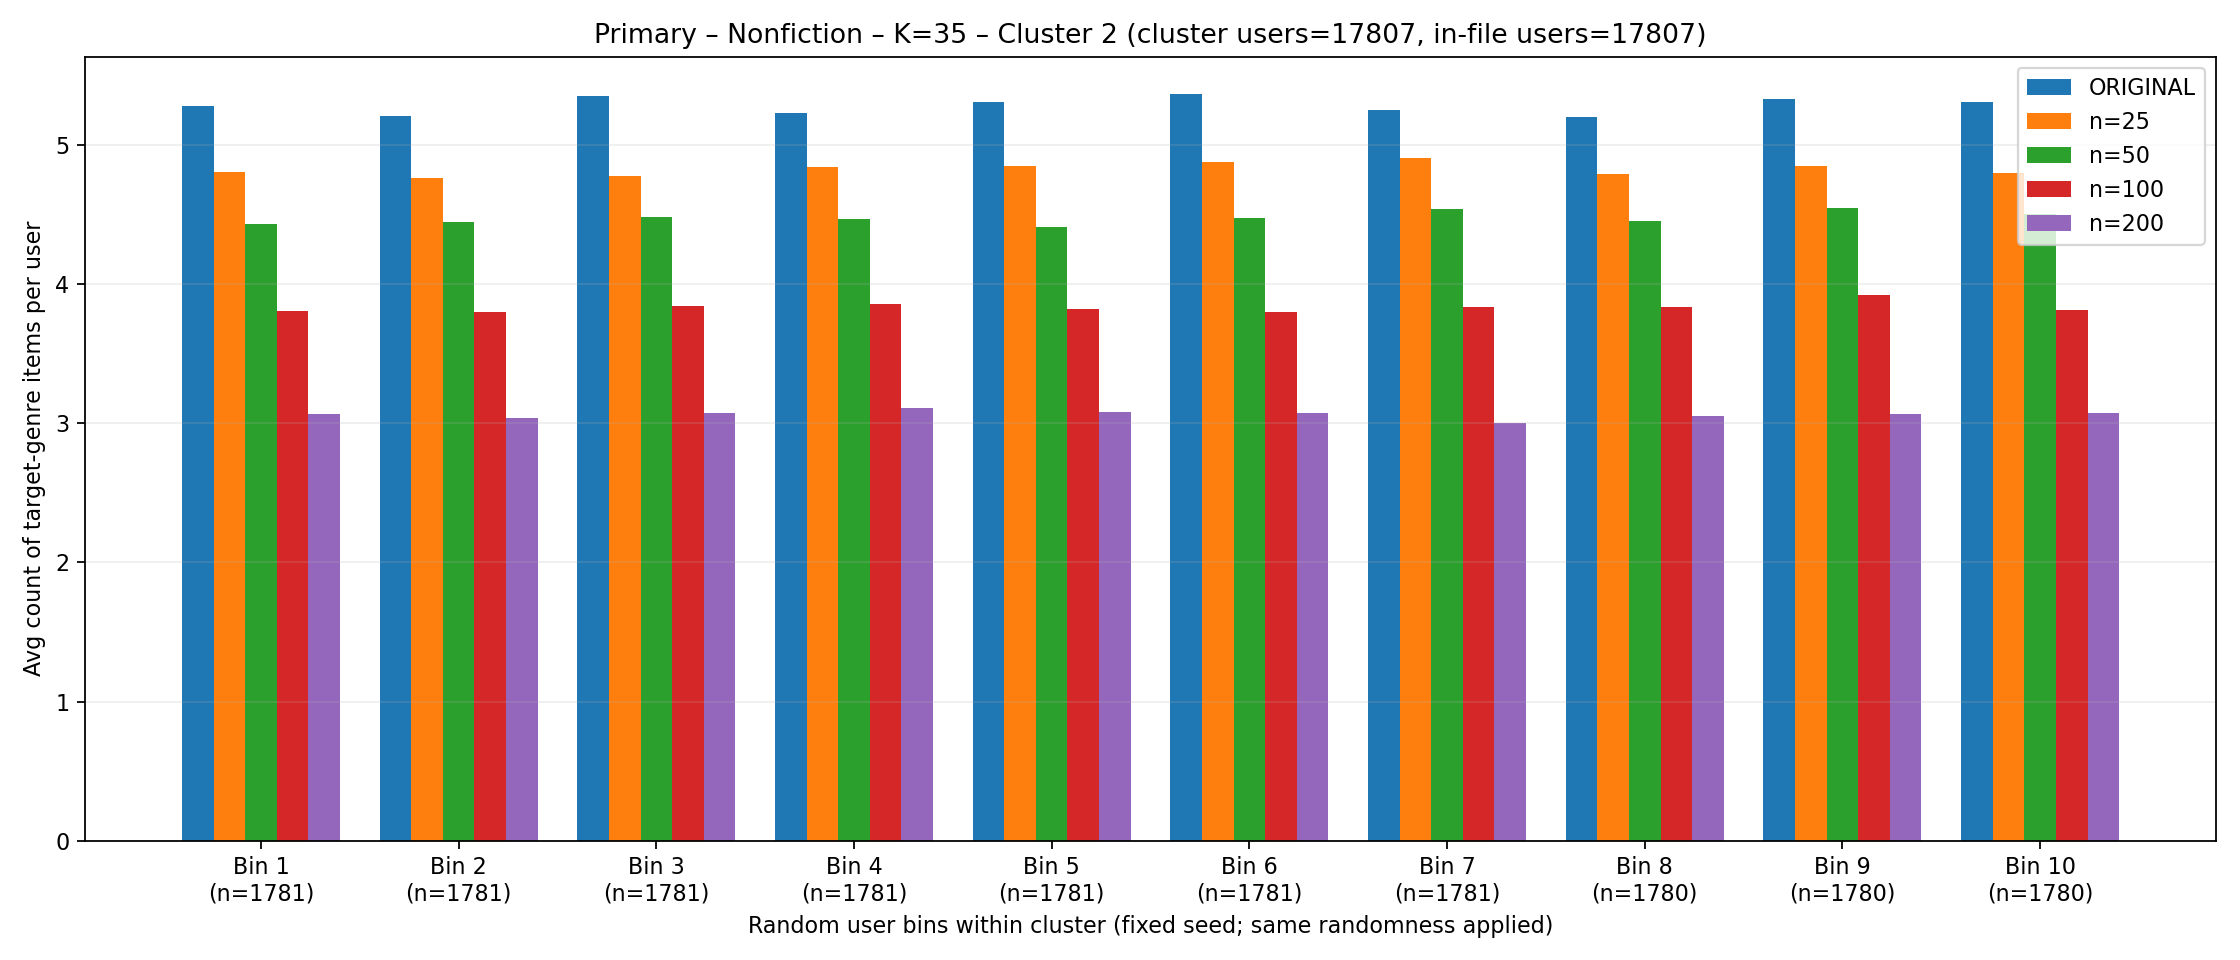 Primary – Nonfiction – K=35 – Cluster 2 (cluster users=17807, in-file users=17807)
ORIGINAL
n=25
n=50
n=100
n=200
Avg count of target-genre items per user
5
4
3
2
1
0
Bin 1 Bin 2 Bin 3 Bin 4 Bin 5 Bin 6 Bin 7 Bin 8 Bin 9 Bin 10
(n=1781) (n=1781) (n=1781) (n=1781) (n=1781) (n=1781) (n=1781) (n=1780) (n=1780) (n=1780)
Random user bins within cluster (fixed seed; same randomness applied)